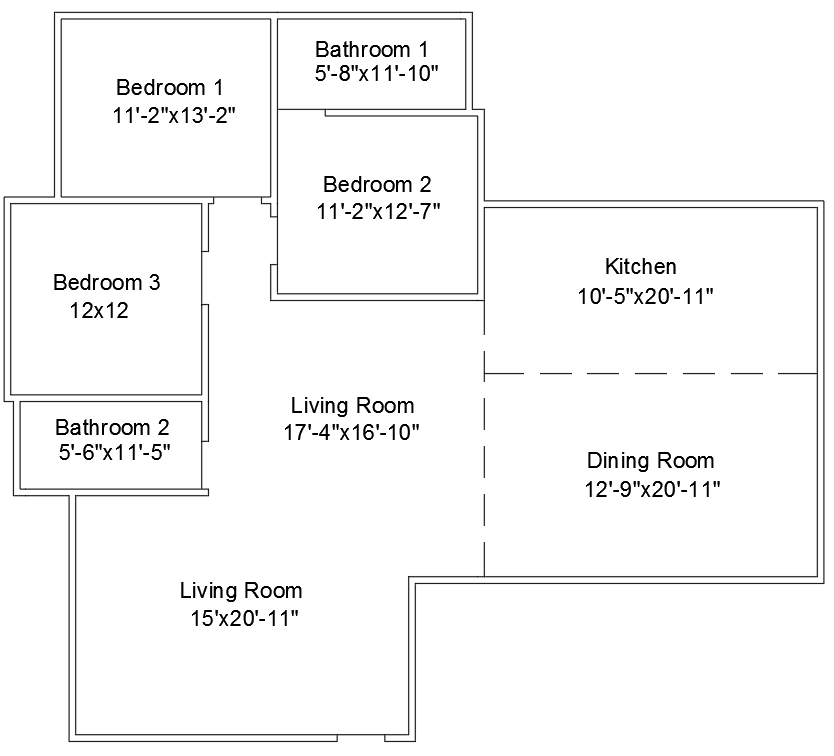 Bathroom 1
5'-8"x11'-10"
Bedroom 1
11'-2"x13'-2"
Bedroom 2
11'-2"x12'-7"
Kitchen
10'-5"x20'-11"
Bedroom 3
12x12
Living Room
17'-4"x16'-10"
Bathroom 2
5'-6"x11'-5"
Dining Room
12'-9"x20'-11"
Living Room
15'x20'-11"